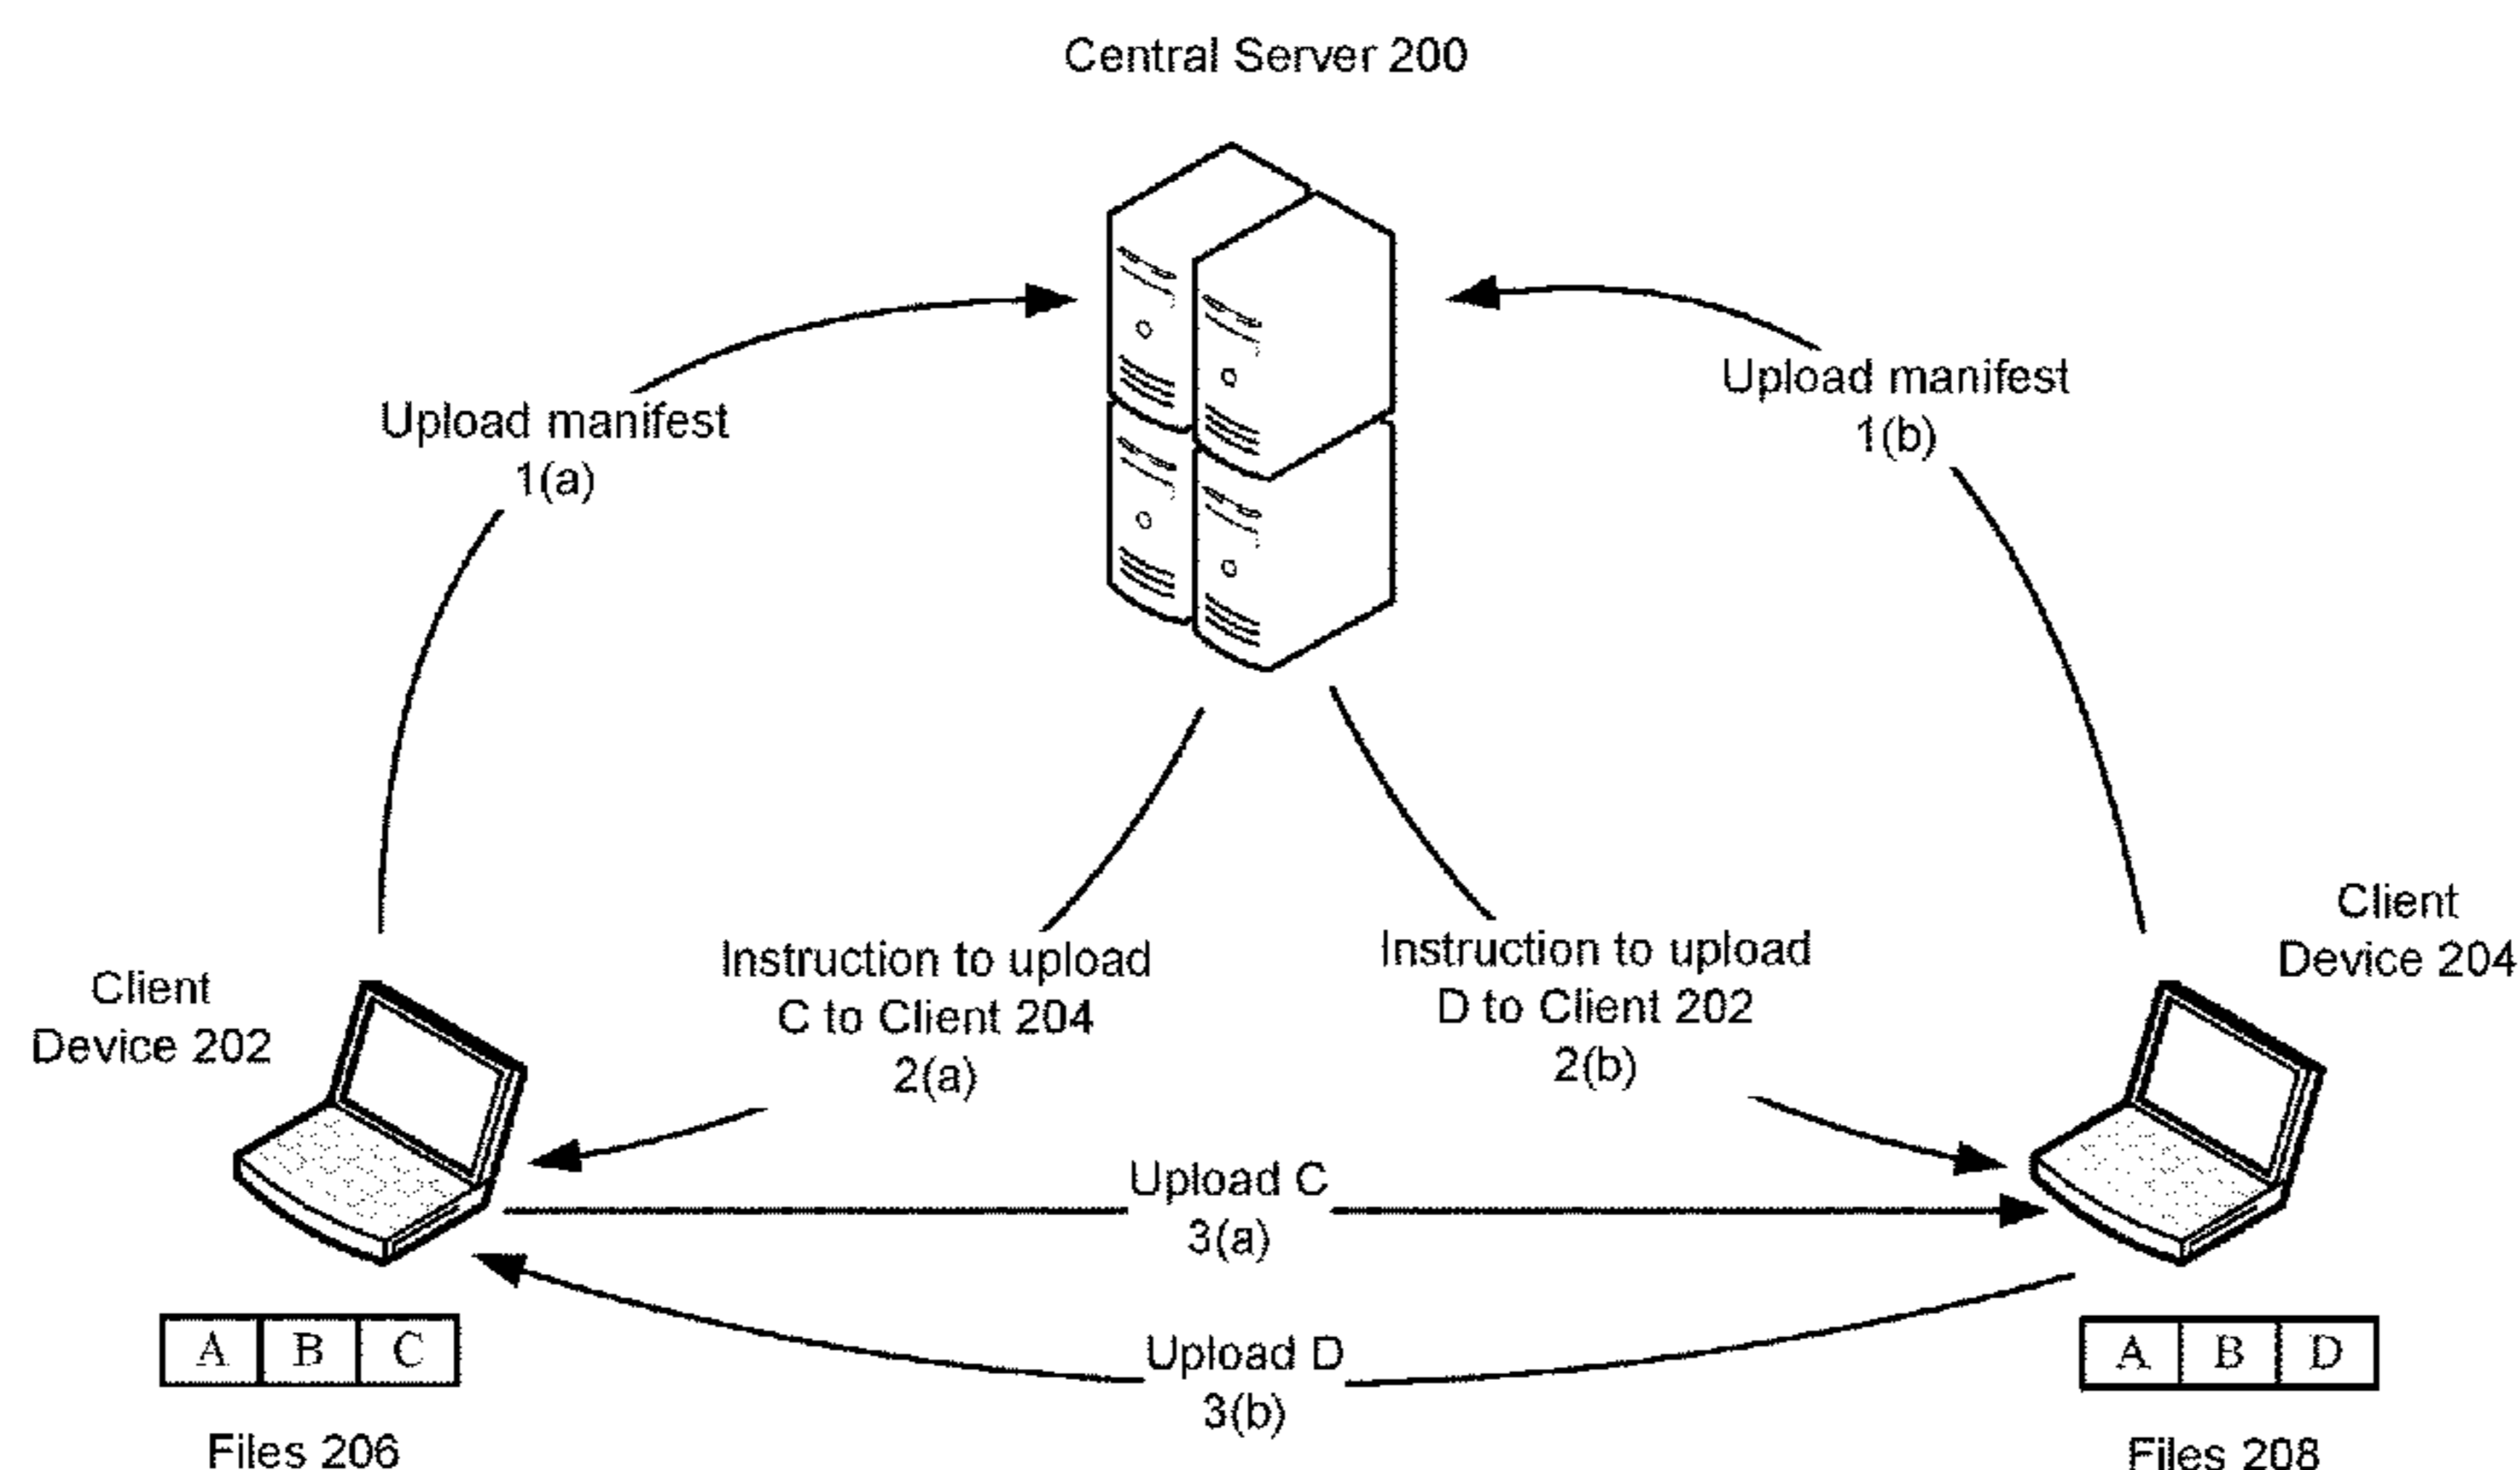 Central Server 200
Upload manifest
1(a)
Upload manifest
1(b)
Client
Device 202
Instruction to upload
C to Client 204
2(a)
Instruction to upload
D to Client 202
2(b)
Client
Device 204
Upload C
3(a)
Upload D
3(b)
A B C
Files 206
A B D
Files 208